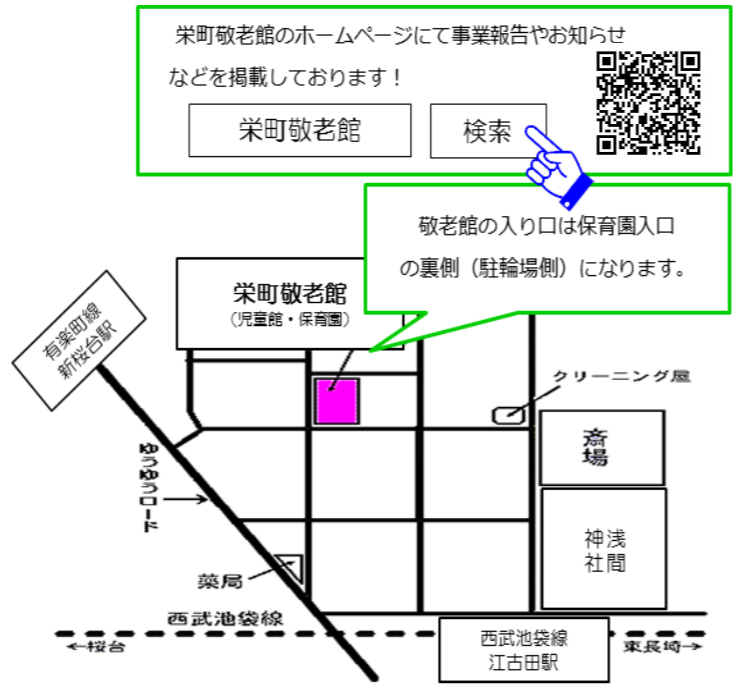 栄町敬老館のホームページにて事業報告やお知らせ
などを掲載しております！
栄町敬老館
検索
敬老館の入り口は保育園入口
の裏側（駐輪場側）になります。
栄町敬老館
（児童館・保育園）
有楽町線
新桜台駅
クリーニング屋
斎場
ゆうゆうロード
浅間神社
薬局
西武池袋線
←桜台
西武池袋線
江古田駅
東長崎→